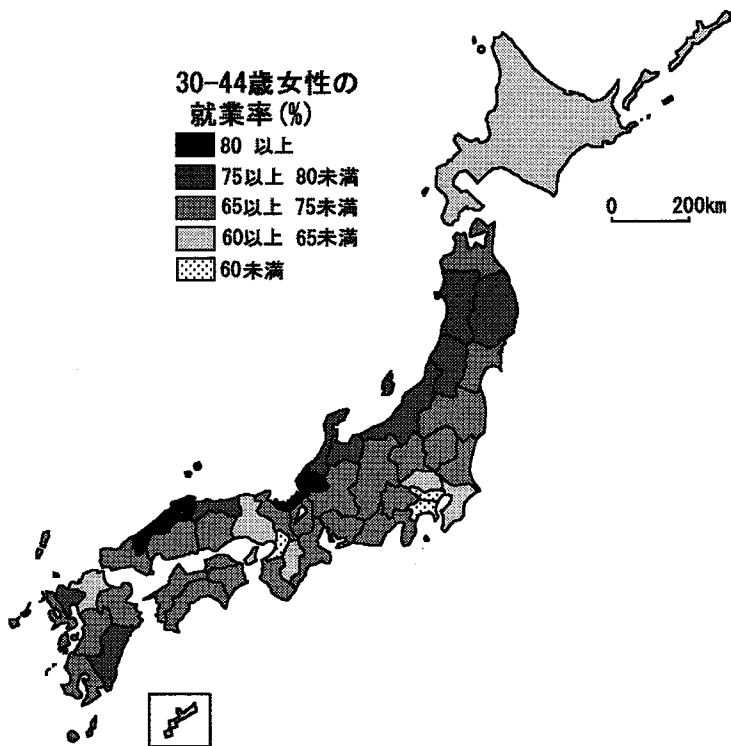 30-44歳女性の
就業率(%)
80 以上
75以上 80未満
65以上 75未満
60以上 65未満
60未満
0 200km